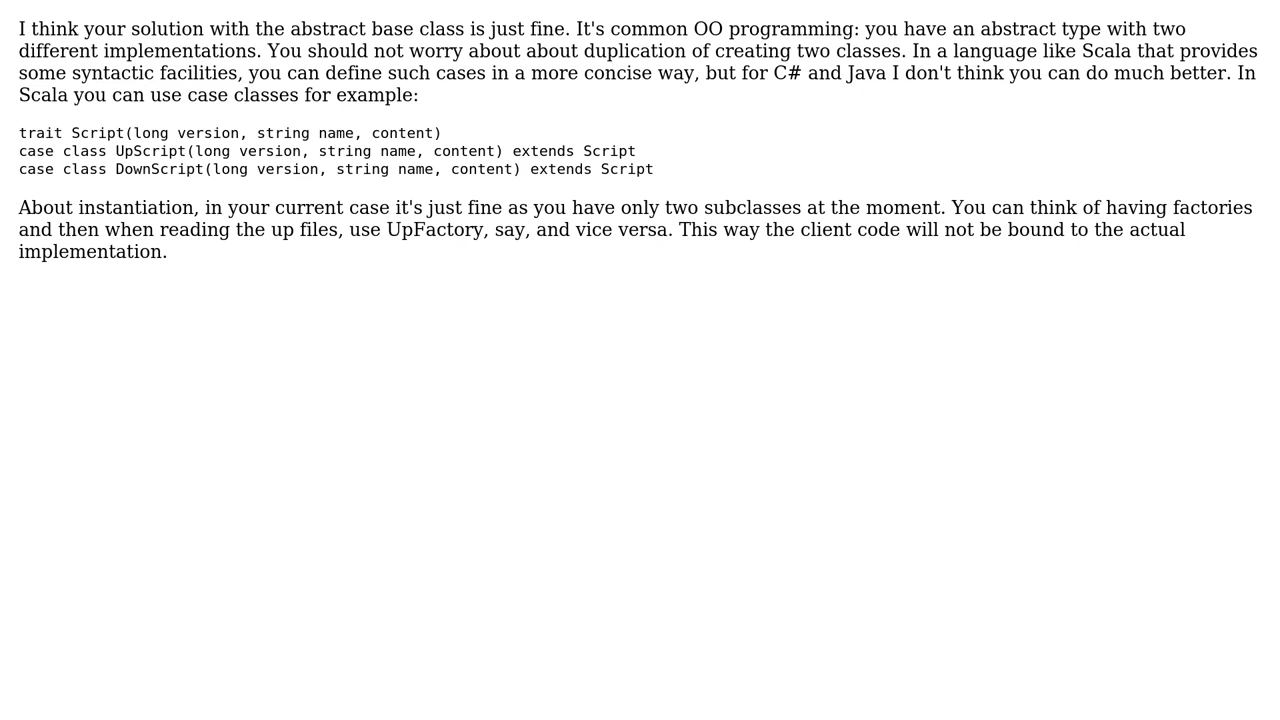 I think your solution with the abstract base class is just fine. It's common OO programming: you have an abstract type with two
different implementations. You should not worry about about duplication of creating two classes. In a language like Scala that provides
some syntactic facilities, you can define such cases in a more concise way, but for C# and Java I don't think you can do much better. In
Scala you can use case classes for example:
trait Script(long version, string name, content)
case class UpScript(long version, string name, content) extends Script
case class DownScript(long version, string name, content) extends Script
About instantiation, in your current case it's just fine as you have only two subclasses at the moment. You can think of having factories
and then when reading the up files, use UpFactory, say, and vice versa. This way the client code will not be bound to the actual
implementation.